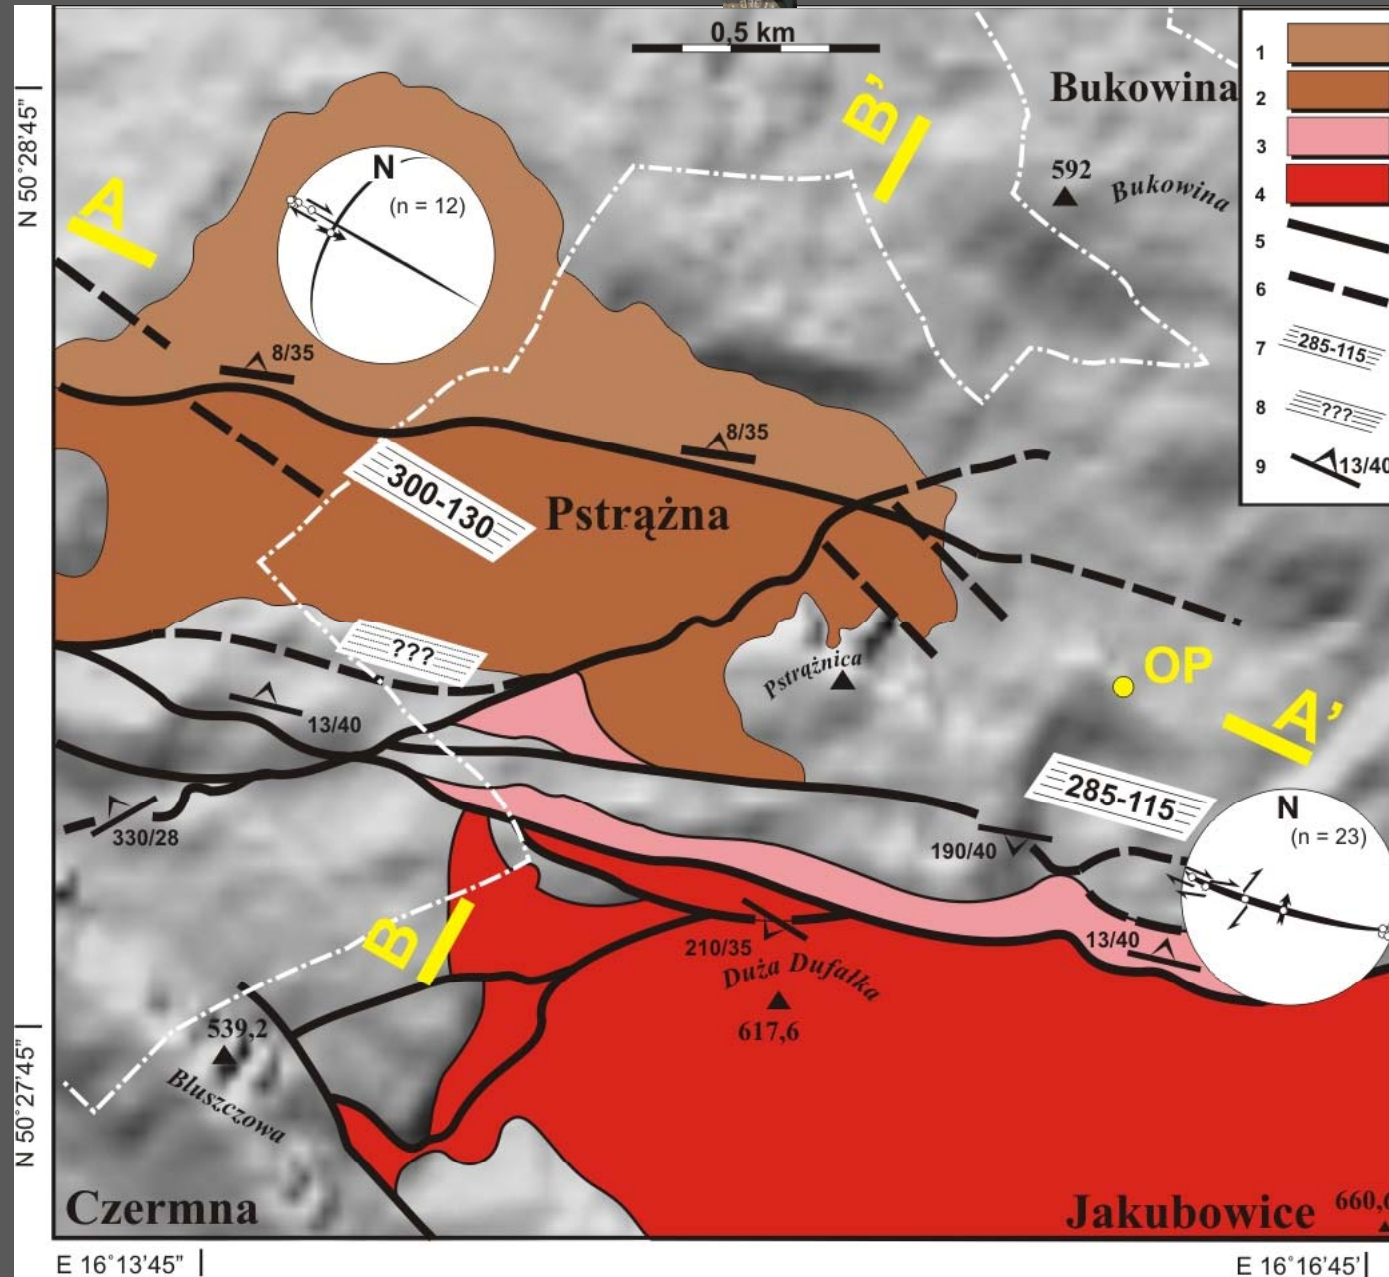 0,5 km
Bukowina
592
Bukowina
B'
A
N
(n = 12)
1
2
3
4
5
6
7
285-115
8
???
9
13/40
N 50°28'45"
8/35
8/35
300-130
Pstrążna
???
Pstrążnica
OP
A'
13/40
330/28
285-115
190/40
N
(n = 23)
B
210/35
13/40
Duża Dufałka
617,6
539,2
Bluszczowa
N 50°27'45"
Czermna
Jakubowice
E 16°13'45"
E 16°16'45'